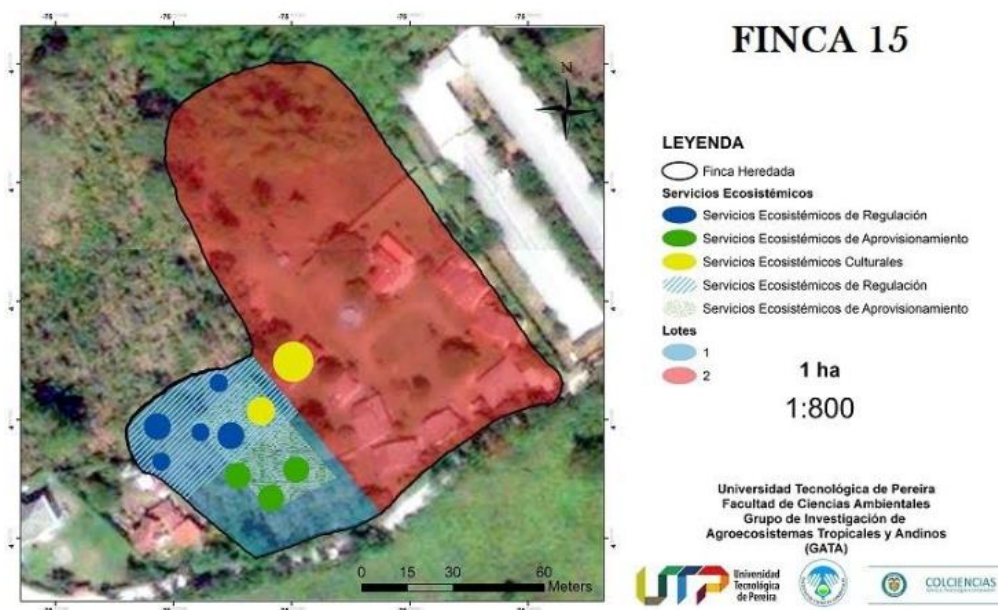 FINCA 15
N
LEYENDA
Finca Heredada
Servicios Ecosistémicos
Servicios Ecosistémicos de Regulación
Servicios Ecosistémicos de Aprovisionamiento
Servicios Ecosistémicos Culturales
Servicios Ecosistémicos de Regulación
Servicios Ecosistémicos de Aprovisionamiento
Lotes
1
2
1 ha
1:800
0 15 30 60
Meters
Universidad Tecnológica de Pereira
Facultad de Ciencias Ambientales
Grupo de Investigación de
Agroecosistemas Tropicales y Andinos
(GATA)
UTP
Universidad
Tecnológica
de Pereira
COLCIENCIAS